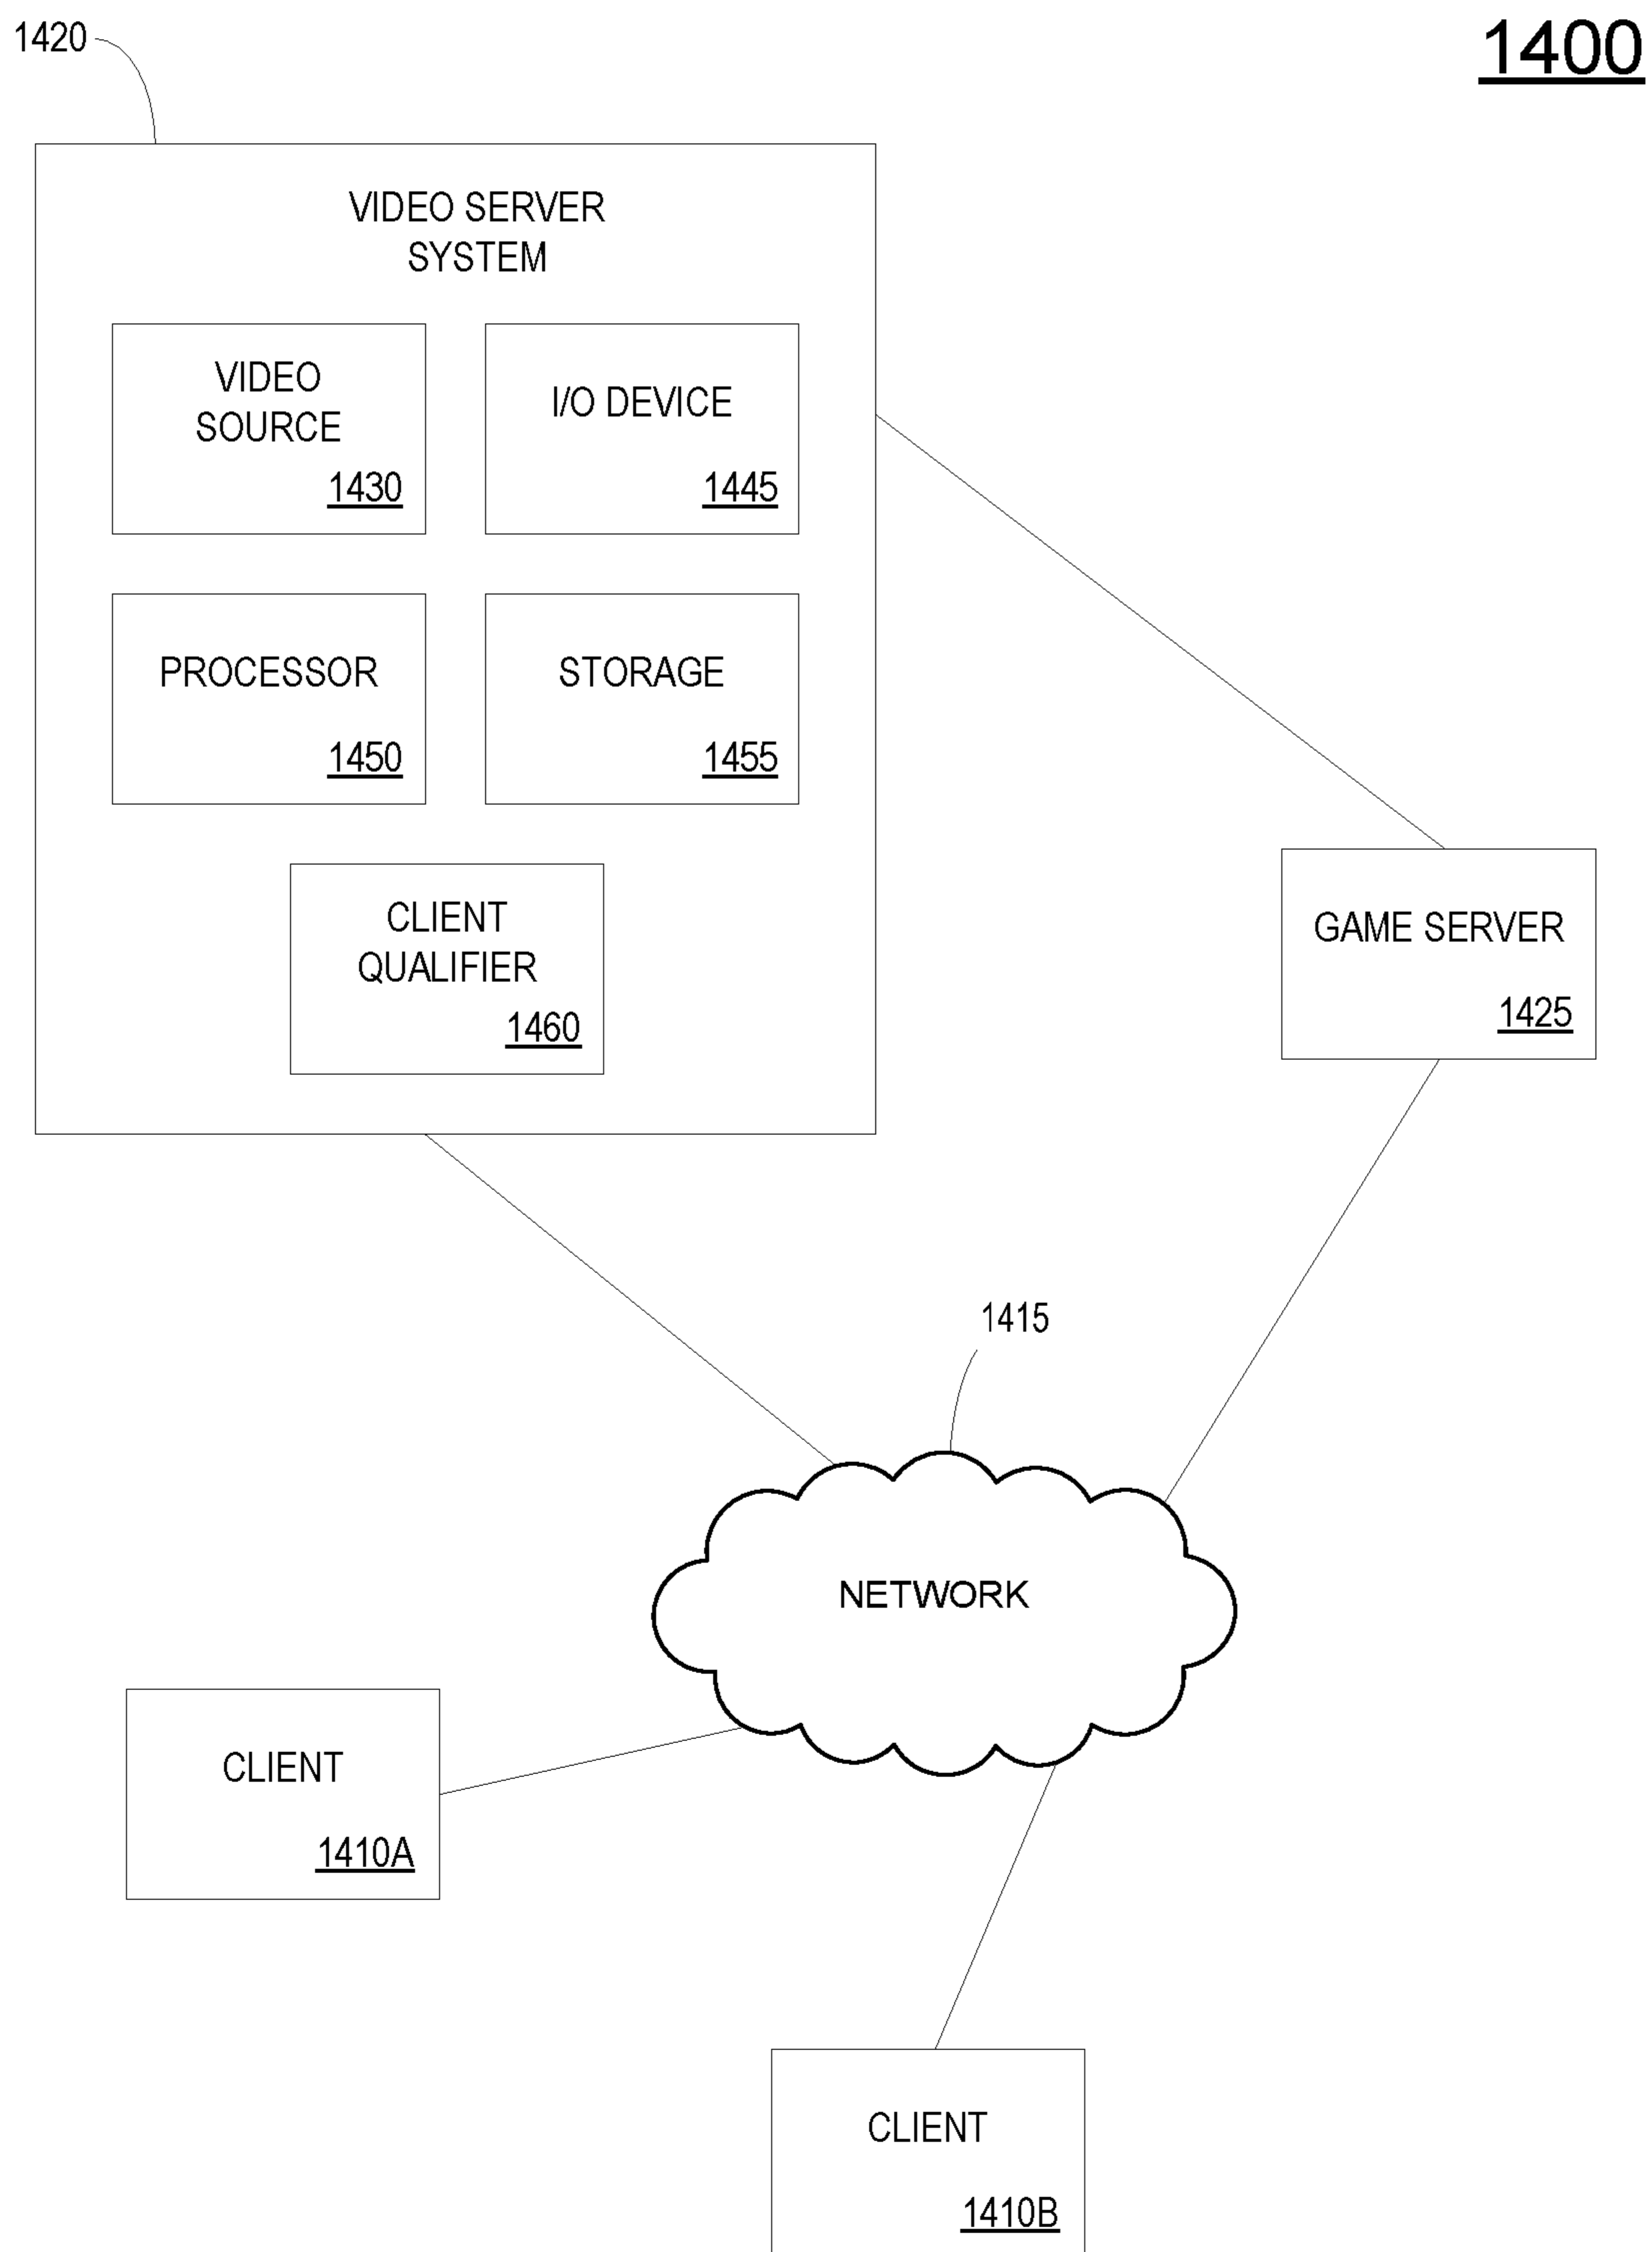 1420
1400
VIDEO SERVER
SYSTEM
VIDEO
SOURCE
1430
I/O DEVICE
1445
PROCESSOR
1450
STORAGE
1455
CLIENT
QUALIFIER
1460
GAME SERVER
1425
1415
NETWORK
CLIENT
1410A
CLIENT
1410B